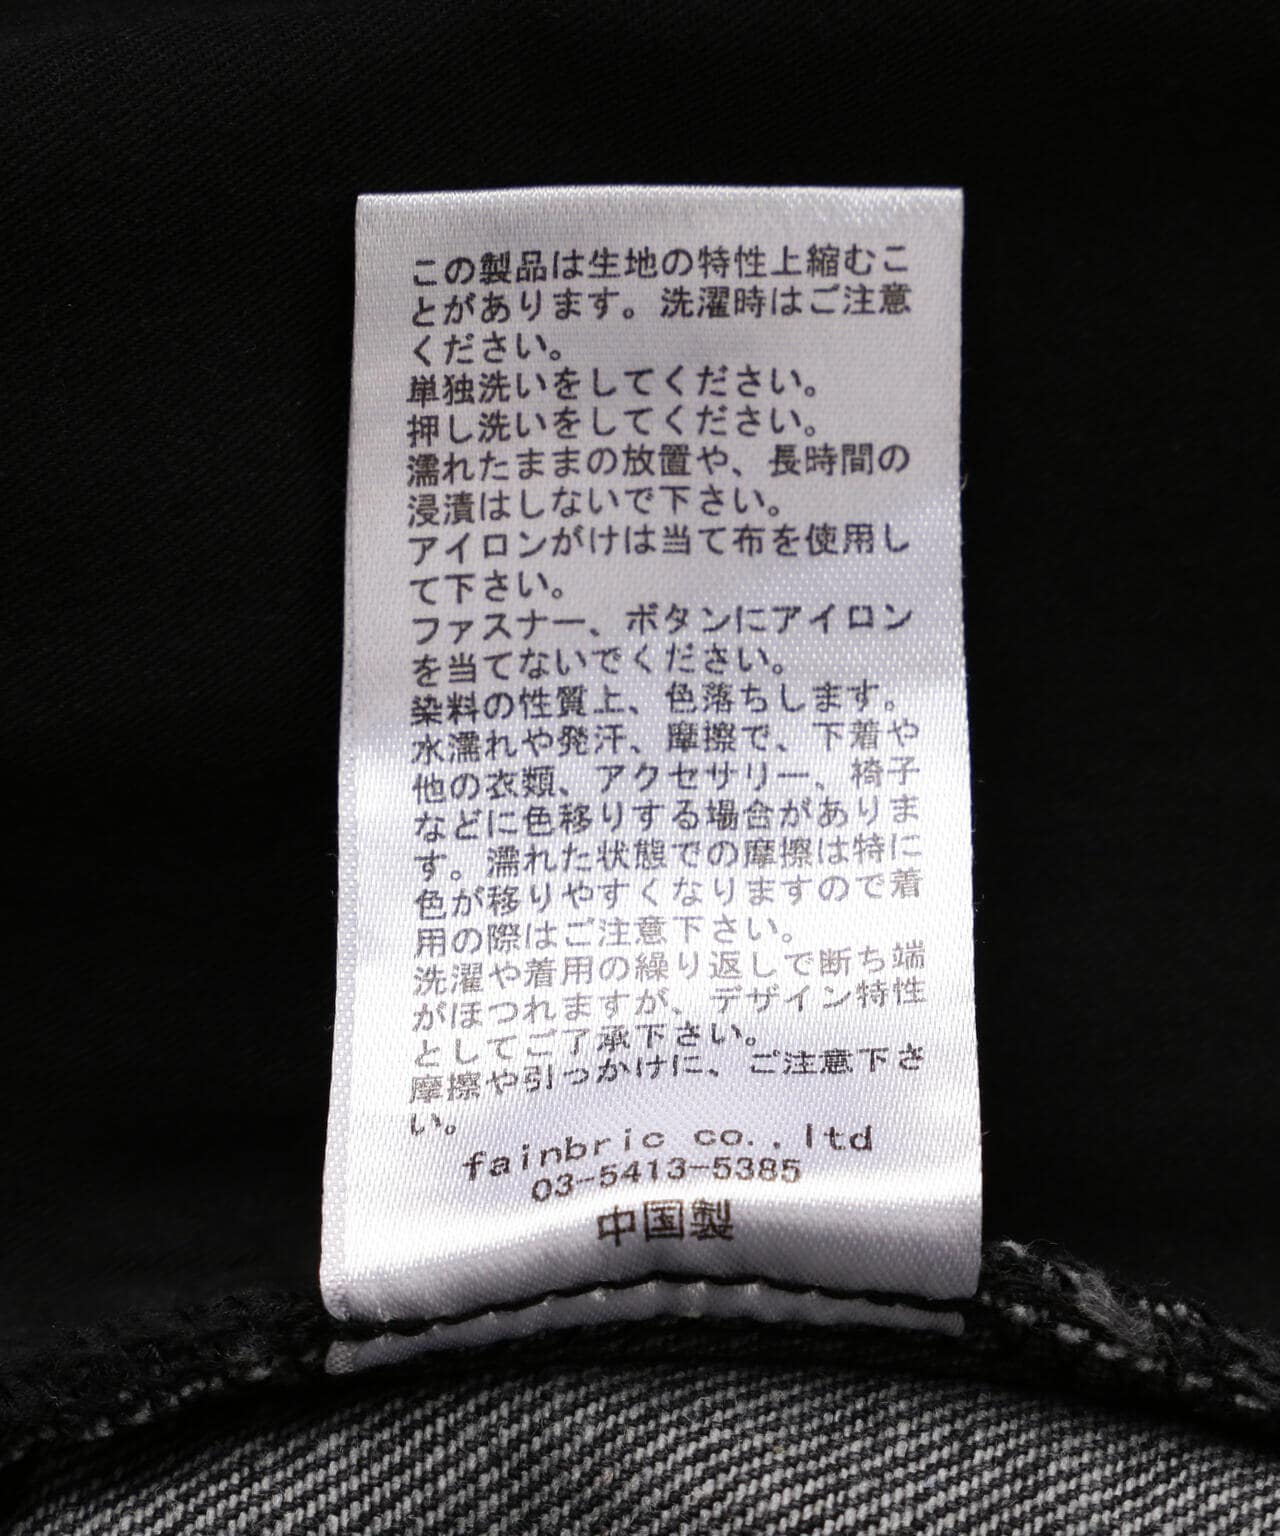 この製品は生地の特性上縮むこ
とがあります。洗濯時はご注意
ください。
単独洗いをしてください。
押し洗いをしてください。
濡れたままの放置や、長時間の
浸漬はしないで下さい。
アイロンがけは当て布を使用し
て下さい。
ファスナー、ボタンにアイロン
を当てないでください。
染料の性質上、色落ちします。
水濡れや発汗、摩擦で、下着や
他の衣類、アクセサリー、椅子
などに色移りする場合がありま
す。濡れた状態での摩擦は特に
色が移りやすくなりますので着
用の際はご注意下さい。
洗濯や着用の繰り返しで断ち端
がほつれますが、デザイン特性
としてご了承下さい。
摩擦や引っかけに、ご注意下さ
い。
fainbric co.,ltd
03-5413-5385
中国製